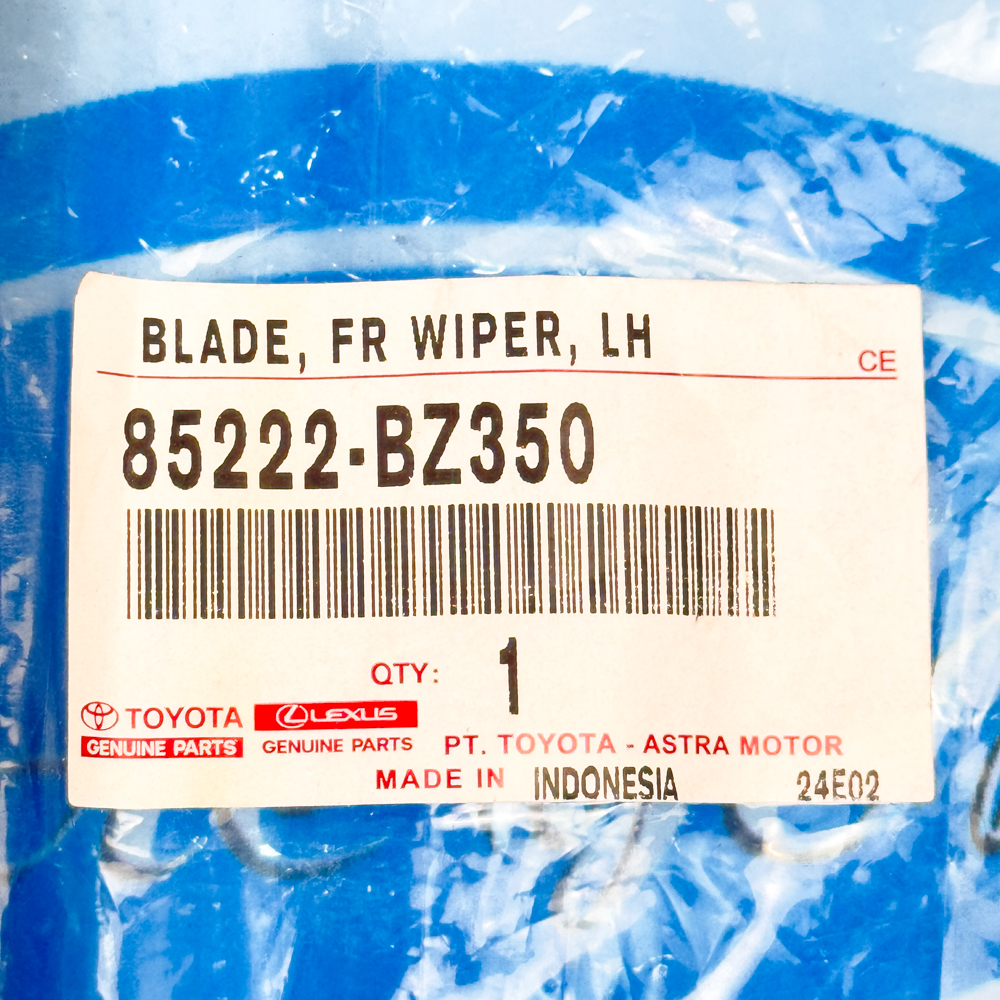 BLADE, FR WIPER, LH
CE
85222-BZ350
QTY: 1
TOYOTA LEXUS
GENUINE PARTS GENUINE PARTS PT. TOYOTA - ASTRA MOTOR
MADE IN INDONESIA 24E02